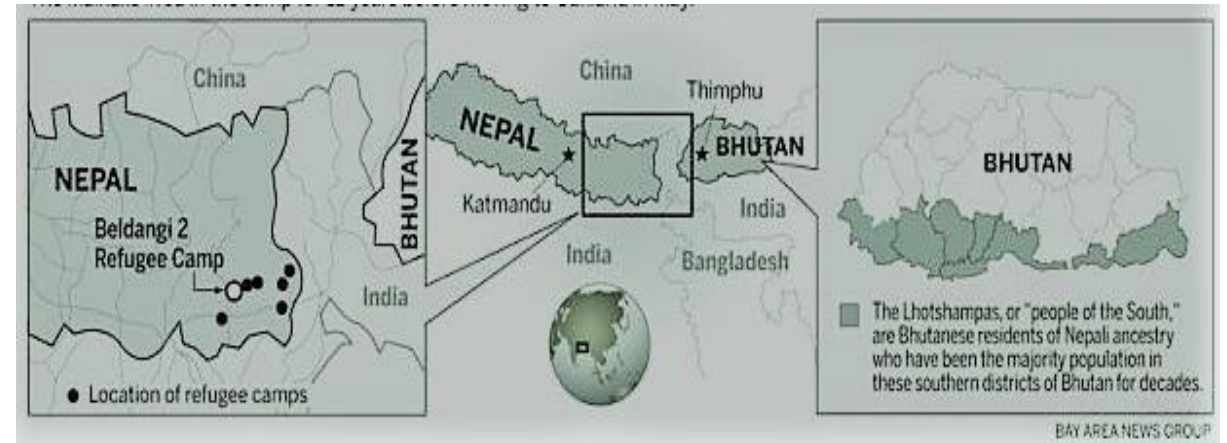 China
NEPAL
Beldangi 2
Refugee Camp
BHUTAN
India
● Location of refugee camps
China
Thimphu
NEPAL
BHUTAN
Katmandu
India
India
Bangladesh
BHUTAN
The Lhotshampas, or "people of the South,"
are Bhutanese residents of Nepali ancestry
who have been the majority population in
these southern districts of Bhutan for decades.
BAY AREA NEWS GROUP